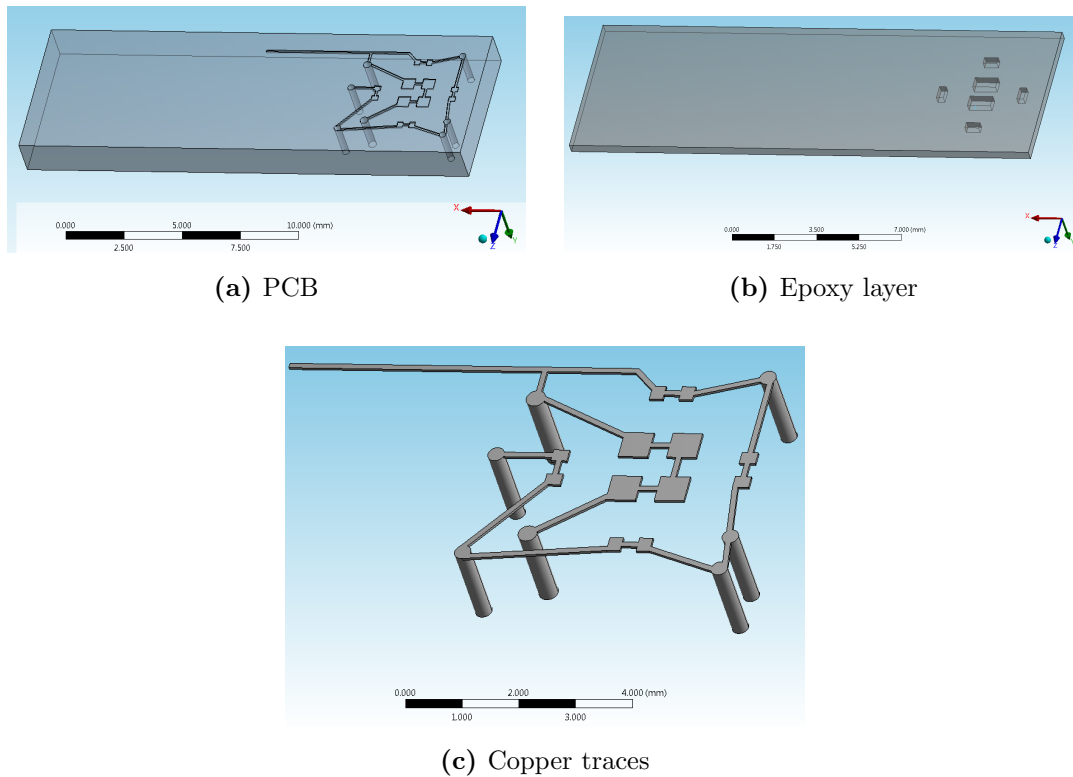 X
Z
Y
0.000 5.000 10.000 (mm)
2.500 7.500
(a) PCB
X
Z
Y
0.000 3.500 7.000 (mm)
1.750 5.250
(b) Epoxy layer
0.000 2.000 4.000 (mm)
1.000 3.000
(c) Copper traces